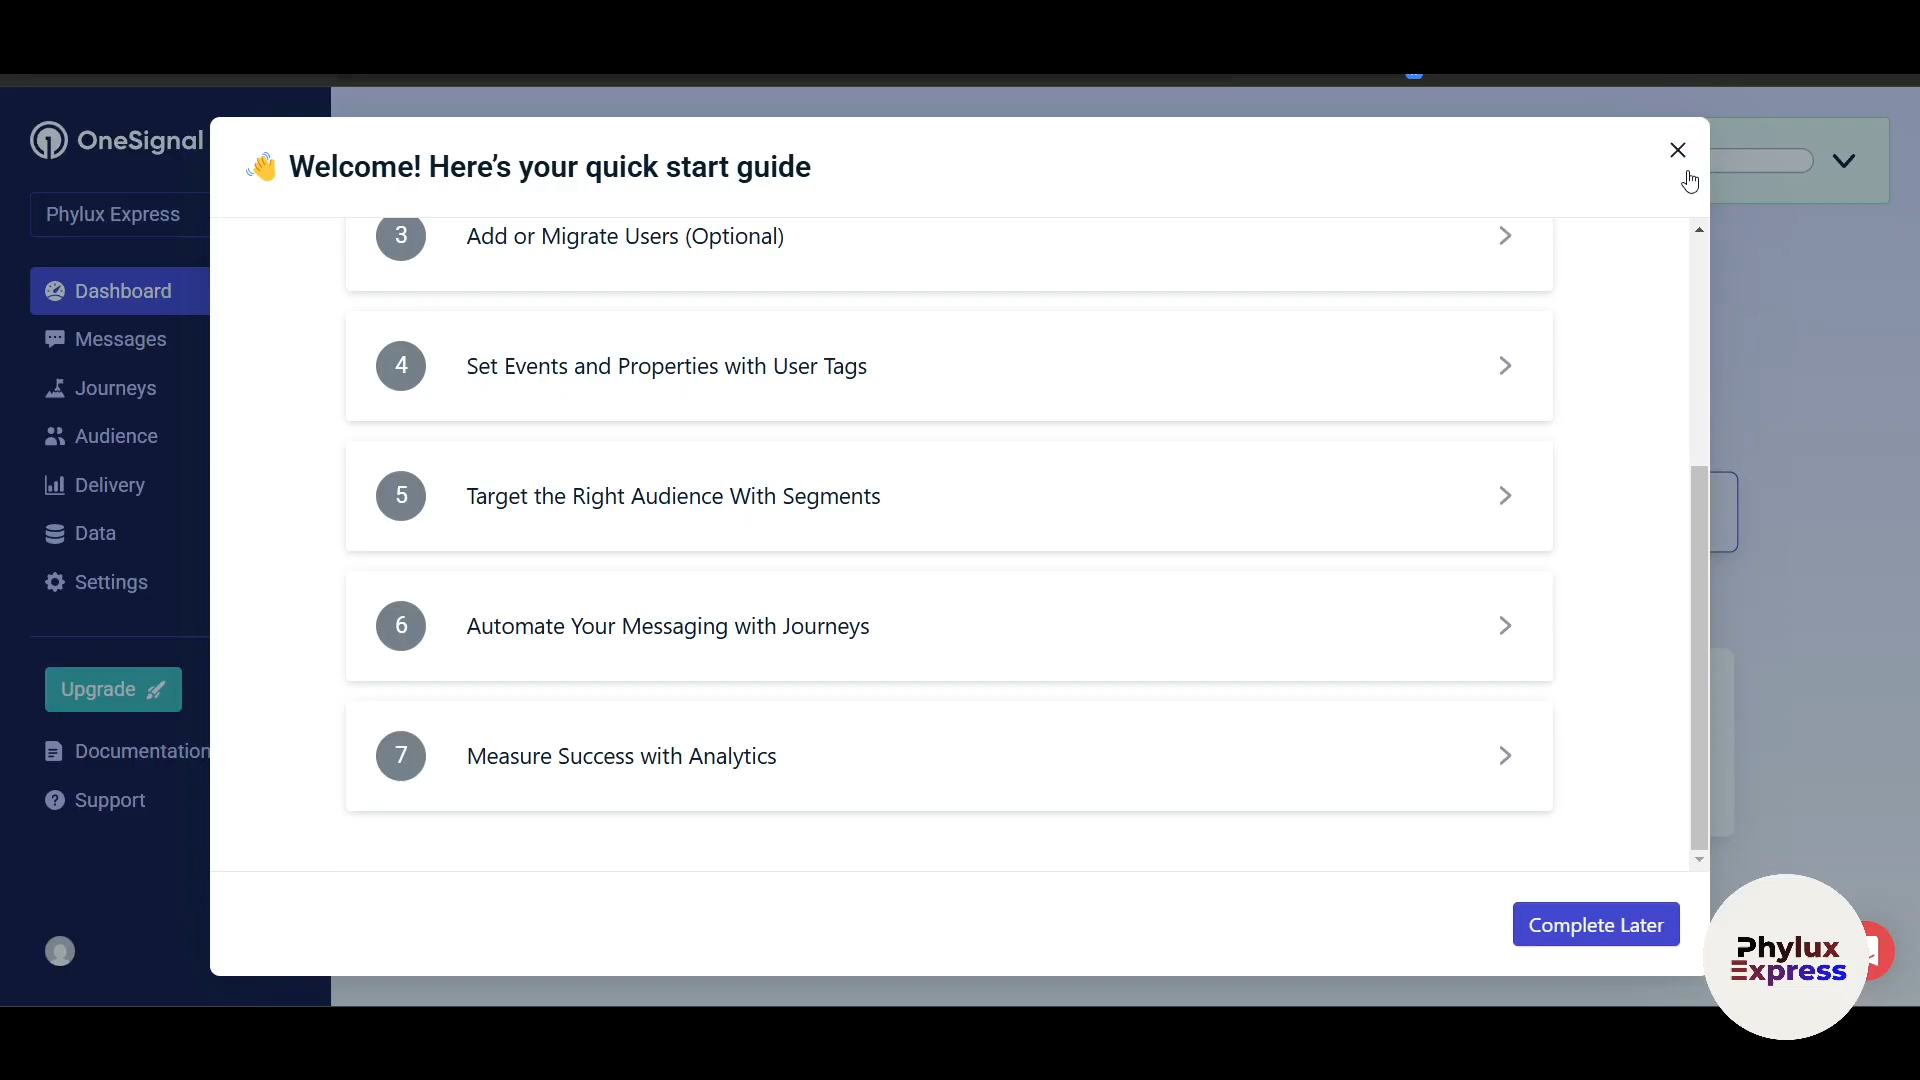 OneSignal
Phylux Express
Dashboard
Messages
Journeys
Audience
Delivery
Data
Settings
Upgrade
Documentation
Support
Welcome! Here’s your quick start guide
3 Add or Migrate Users (Optional)
4 Set Events and Properties with User Tags
5 Target the Right Audience With Segments
6 Automate Your Messaging with Journeys
7 Measure Success with Analytics
Complete Later
Phylux
Express